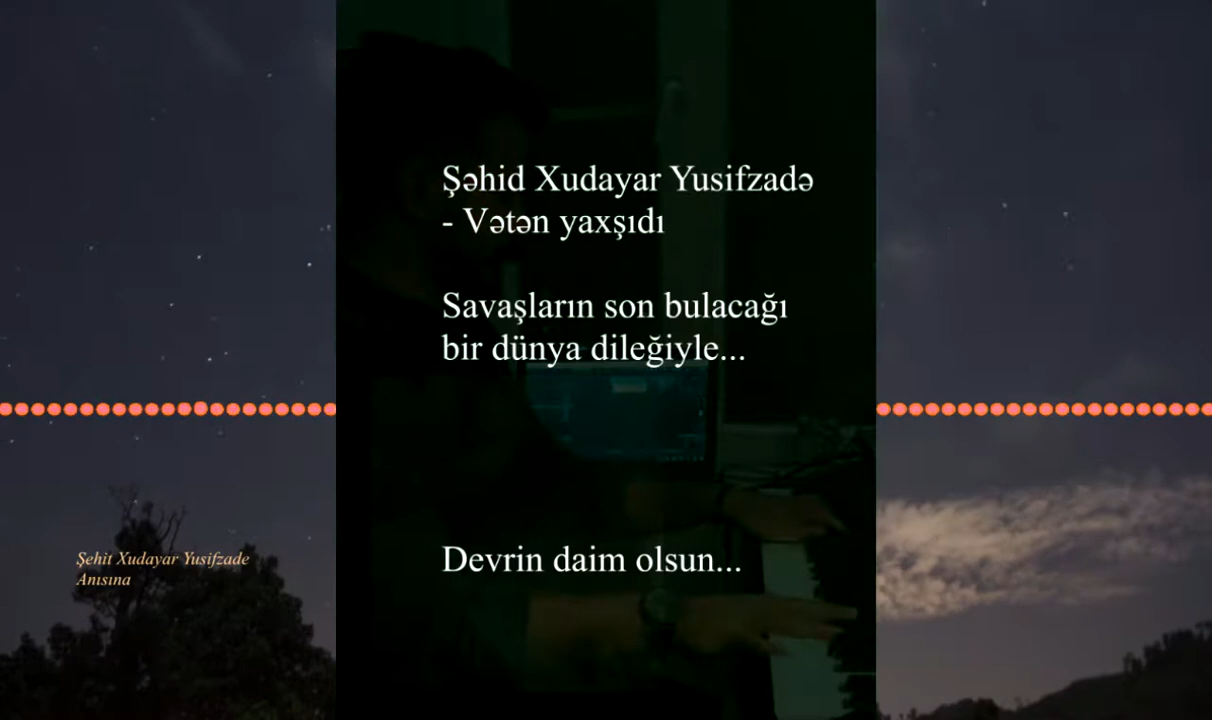 Şəhid Xudayar Yusifzadə
- Vətən yaxşıdı
Savaşların son bulacağı
bir dünya dileğiyle...
Devrin daim olsun...
Şehit Xudayar Yusifzade
Anısına